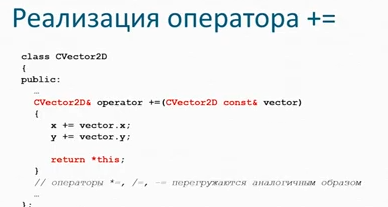 Реализация оператора +=
class CVector2D
{
public:
…
CVector2D& operator +=(CVector2D const& vector)
{
x += vector.x;
y += vector.y;
return *this;
}
// операторы *=, /=, -= перегружаются аналогичным образом
…
};